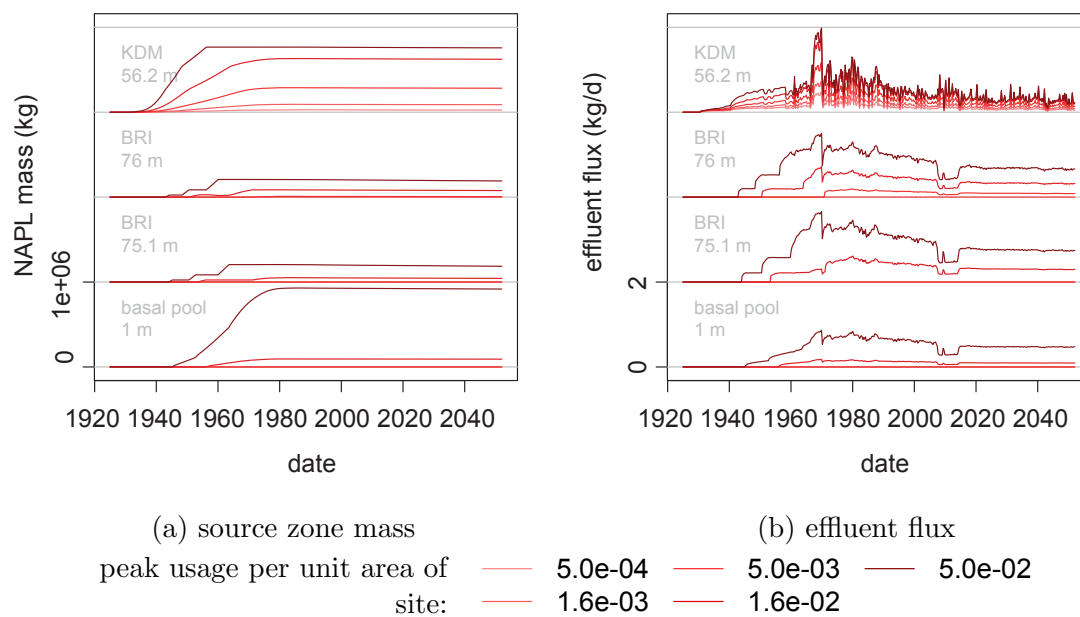 NAPL mass (kg)
0
1e+06
KDM
56.2 m
BRI
76 m
BRI
75.1 m
basal pool
1 m
1920 1940 1960 1980 2000 2020 2040
date
effluent flux (kg/d)
0
2
KDM
56.2 m
BRI
76 m
BRI
75.1 m
basal pool
1 m
1920 1940 1960 1980 2000 2020 2040
date
(a) source zone mass
(b) effluent flux
peak usage per unit area of
site:
5.0e-04 5.0e-03 5.0e-02
1.6e-03 1.6e-02